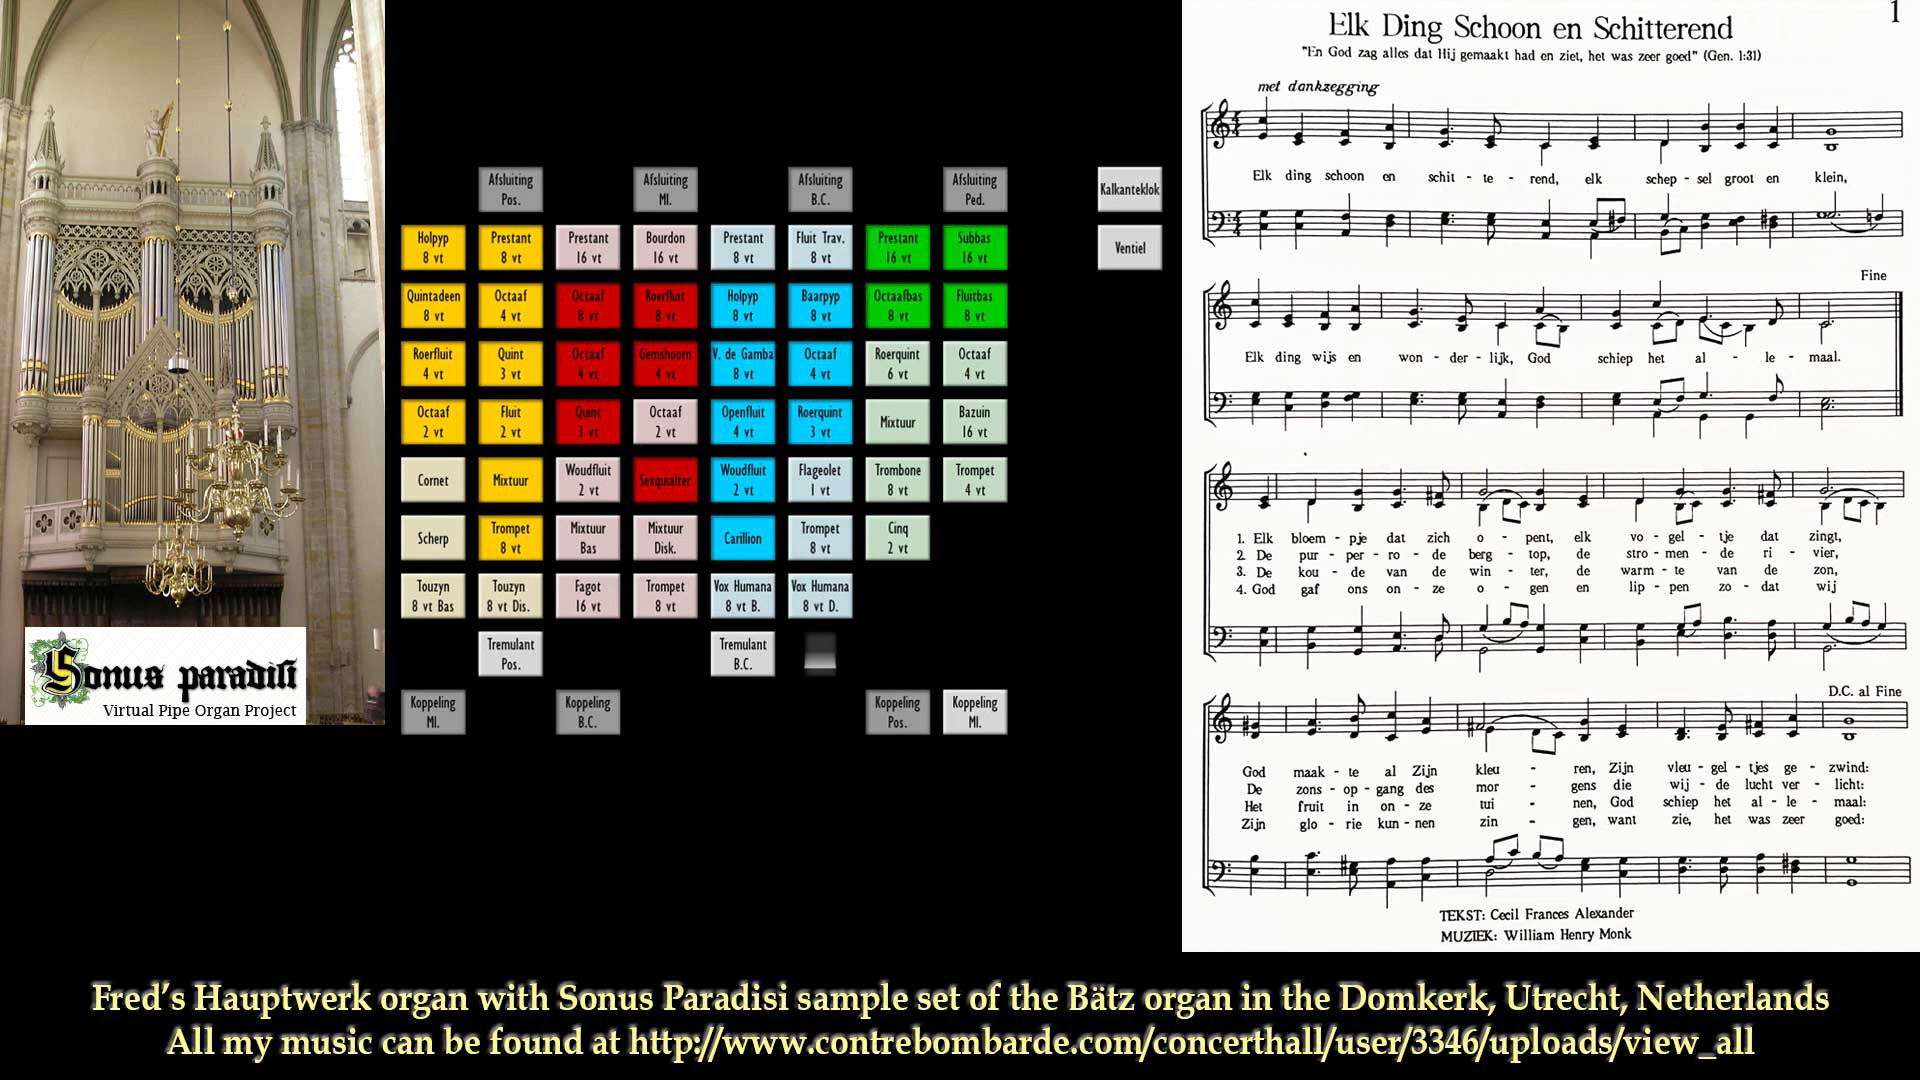 Sonus paradisi
Virtual Pipe Organ Project
Afsluiting Pos.
Afsluiting Ml.
Afsluiting B.C.
Afsluiting Ped.
Kalkanteklok
Holpyp 8 vt
Prestant 8 vt
Prestant 16 vt
Bourdon 16 vt
Prestant 8 vt
Fluit Trav. 8 vt
Prestant 16 vt
Subbas 16 vt
Ventiel
Quintadeen 8 vt
Octaaf 4 vt
Octaaf 8 vt
Roerfluit 8 vt
Holpyp 8 vt
Baarpyp 8 vt
Octaafbas 8 vt
Fluitbas 8 vt
Roerfluit 4 vt
Quint 3 vt
Octaaf 4 vt
Gemshoorn 4 vt
V. de Gamba 8 vt
Octaaf 4 vt
Roerquint 6 vt
Octaaf 4 vt
Octaaf 2 vt
Fluit 2 vt
Quint 3 vt
Octaaf 2 vt
Openfluit 4 vt
Roerquint 3 vt
Mixtuur
Bazuin 16 vt
Cornet
Mixtuur
Woudfluit 2 vt
Sexquialter
Woudfluit 2 vt
Flageolet 1 vt
Trombone 8 vt
Trompet 4 vt
Scherp
Trompet 8 vt
Mixtuur Bas
Mixtuur Disk.
Carillion
Trompet 8 vt
Cinq 2 vt
Touzyn 8 vt Bas
Touzyn 8 vt Dis.
Fagot 16 vt
Trompet 8 vt
Vox Humana 8 vt B.
Vox Humana 8 vt D.
Tremulant Pos.
Tremulant B.C.
Koppeling Ml.
Koppeling B.C.
Koppeling Pos.
Koppeling Ml.
1
Elk Ding Schoon en Schitterend
"En God zag alles dat Hij gemaakt had en ziet, het was zeer goed" (Gen. 1:31)
met dankzegging
Elk ding schoon en schit - te - rend, elk schep - sel groot en klein,
Fine
Elk ding wijs en won - der - lijk, God schiep het al - le - maal.
1. Elk bloem - pje dat zich o - pent, elk vo - gel - tje dat zingt,
2. De pur - per - ro - de berg - top, de stro - men - de ri - vier,
3. De kou - de van de win - ter, de warm - te van de zon,
4. God gaf ons on - ze o - gen en lip - pen zo - dat wij
D.C. al Fine
God maak - te al Zijn kleu - ren, Zijn vleu - gel - tjes ge - zwind:
De zons - op - gang des mor - gens die wij - de lucht ver - licht:
Het fruit in on - ze tui - nen, God schiep het al - le - maal:
Zijn glo - rie kun - nen zin - gen, want zie, het was zeer goed:
TEKST: Cecil Frances Alexander
MUZIEK: William Henry Monk
Fred's Hauptwerk organ with Sonus Paradisi sample set of the Bätz organ in the Domkerk, Utrecht, Netherlands
All my music can be found at http://www.contrebombarde.com/concerthall/user/3346/uploads/view_all